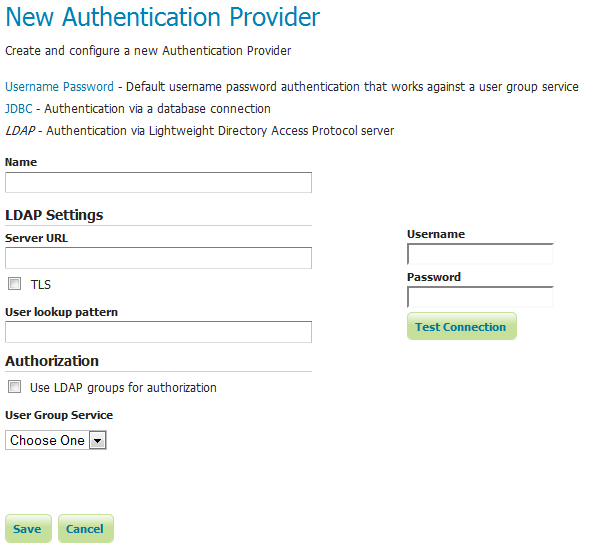 New Authentication Provider
Create and configure a new Authentication Provider
Username Password - Default username password authentication that works against a user group service
JDBC - Authentication via a database connection
LDAP - Authentication via Lightweight Directory Access Protocol server
Name
LDAP Settings
Server URL
TLS
User lookup pattern
Username
Password
Test Connection
Authorization
Use LDAP groups for authorization
User Group Service
Choose One
Save
Cancel